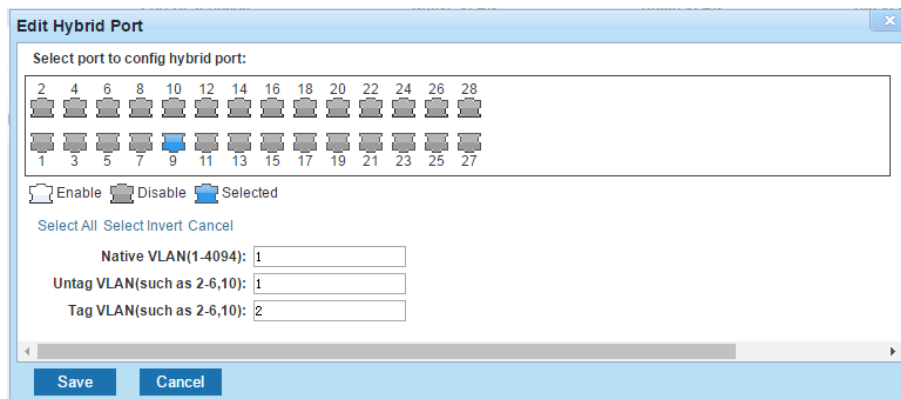 Edit Hybrid Port
x
Select port to config hybrid port:
2 4 6 8 10 12 14 16 18 20 22 24 26 28
1 3 5 7 9 11 13 15 17 19 21 23 25 27
Enable Disable Selected
Select All Select Invert Cancel
Native VLAN(1-4094): 1
Untag VLAN(such as 2-6,10): 1
Tag VLAN(such as 2-6,10): 2
Save Cancel